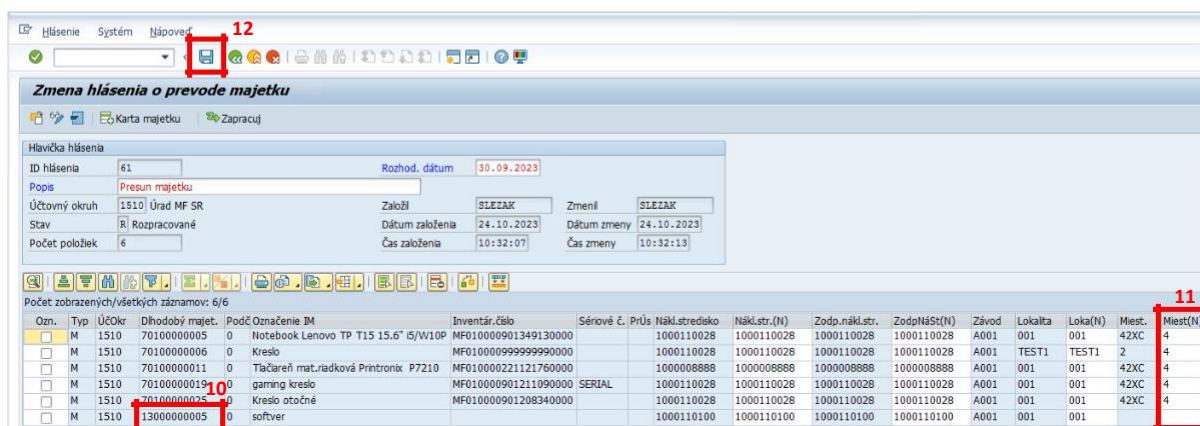 Hlásenie Systém Nápoveď 12
Zmena hlásenia o prevode majetku
Karta majetku Zapracuj
Hlavička hlásenia
ID hlásenia 61 Rozhod. dátum 30.09.2023
Popis Presun majetku
Účtovný okruh 1510 Úrad MF SR Založil SLEZAK Zmenil SLEZAK
Stav R Rozpracované Dátum založenia 24.10.2023 Dátum zmeny 24.10.2023
Počet položiek 6 Čas založenia 10:32:07 Čas zmeny 10:32:13
Počet zobrazených/všetkých záznamov: 6/6
11
Ozn. Typ ÚčOkr Dlhodobý majet. Podč Označenie IM Inventár.číslo Sériové č. PrÚs Nákl.stredisko Nákl.str.(N) Zodp.nákl.str. ZodpNáSt(N) Závod Lokalita Loka(N) Miest. Miest(N)
M 1510 70100000005 0 Notebook Lenovo TP T15 15.6" i5/W10P MF010000901349130000 1000110028 1000110028 1000110028 1000110028 A001 001 001 42XC 4
M 1510 70100000006 0 Kreslo MF010000999999990000 1000110028 1000110028 1000110028 1000110028 A001 TEST1 TEST1 2 4
M 1510 70100000011 0 Tlačiareň mat.riadková Printronix P7210 MF010000221121760000 1000008888 1000008888 1000008888 1000008888 A001 001 001 42XC 4
M 1510 70100000019 0 gaming kreslo MF010000901211090000 SERIAL 1000110028 1000110028 1000110028 1000110028 A001 001 001 42XC 4
10
M 1510 70100000025 0 Kreslo otočné MF010000901208340000 1000110028 1000110028 1000110028 1000110028 A001 001 001 42XC 4
M 1510 13000000005 0 softver 1000110100 1000110100 1000110100 1000110100 A001 001 001